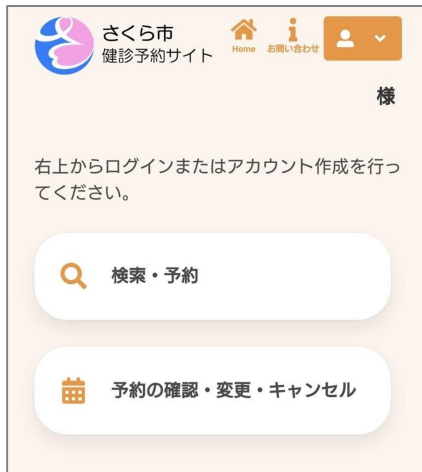 さくら市
健診予約サイト
Home
お問い合わせ
様
右上からログインまたはアカウント作成を行っ
てください。
検索・予約
予約の確認・変更・キャンセル